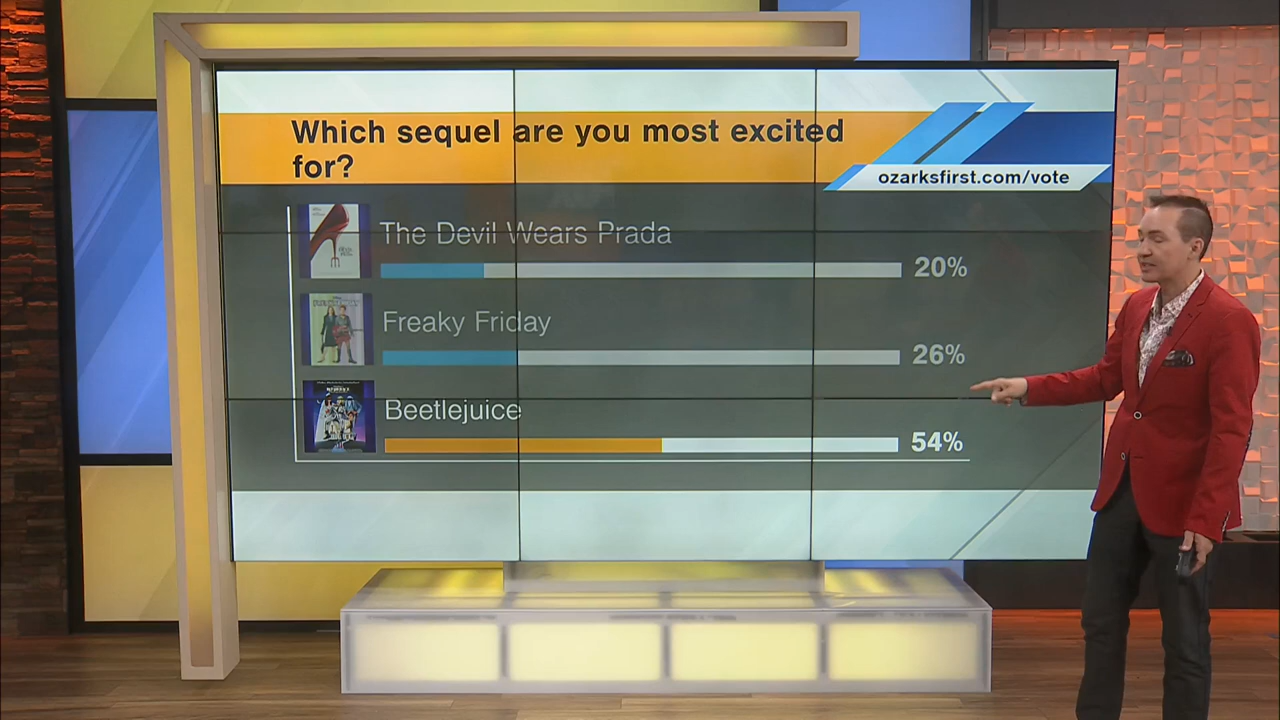 Which sequel are you most excited
for?
ozarksfirst.com/vote
The Devil Wears Prada
20%
Freaky Friday
26%
Beetlejuice
54%